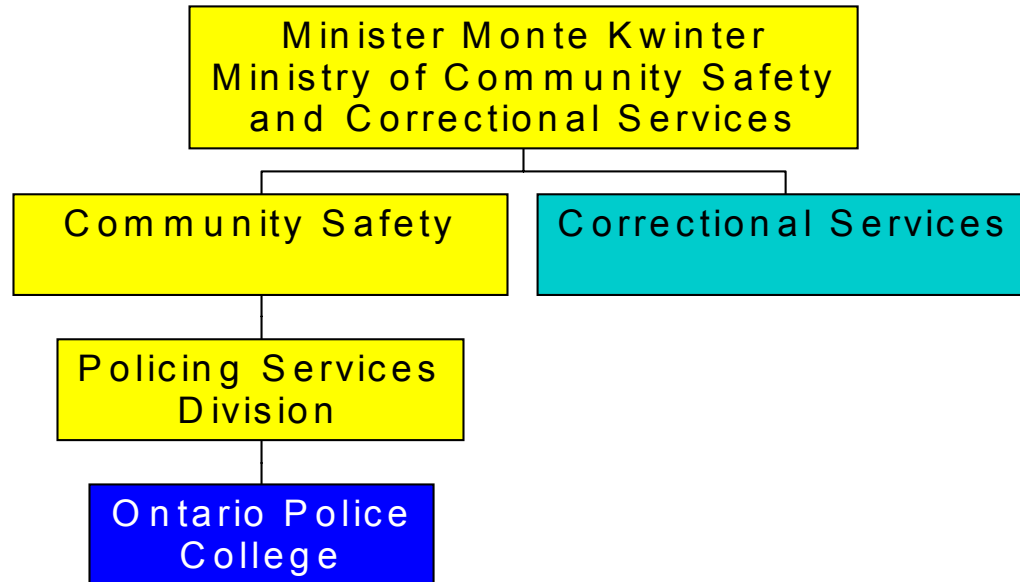 Minister Monte Kwinter
Ministry of Community Safety
and Correctional Services
Community Safety
Correctional Services
Policing Services
Division
Ontario Police
College